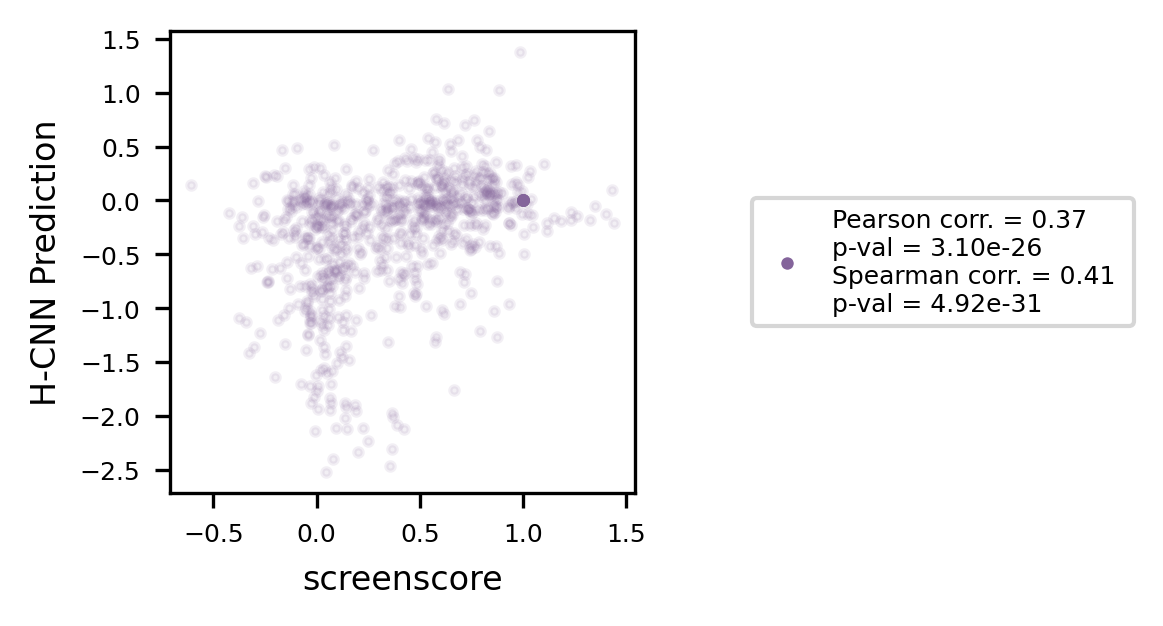 1.5
1.0
0.5
0.0
−0.5
−1.0
−1.5
−2.0
−2.5
H-CNN Prediction
−0.5 0.0 0.5 1.0 1.5
screenscore
Pearson corr. = 0.37
p-val = 3.10e-26
Spearman corr. = 0.41
p-val = 4.92e-31